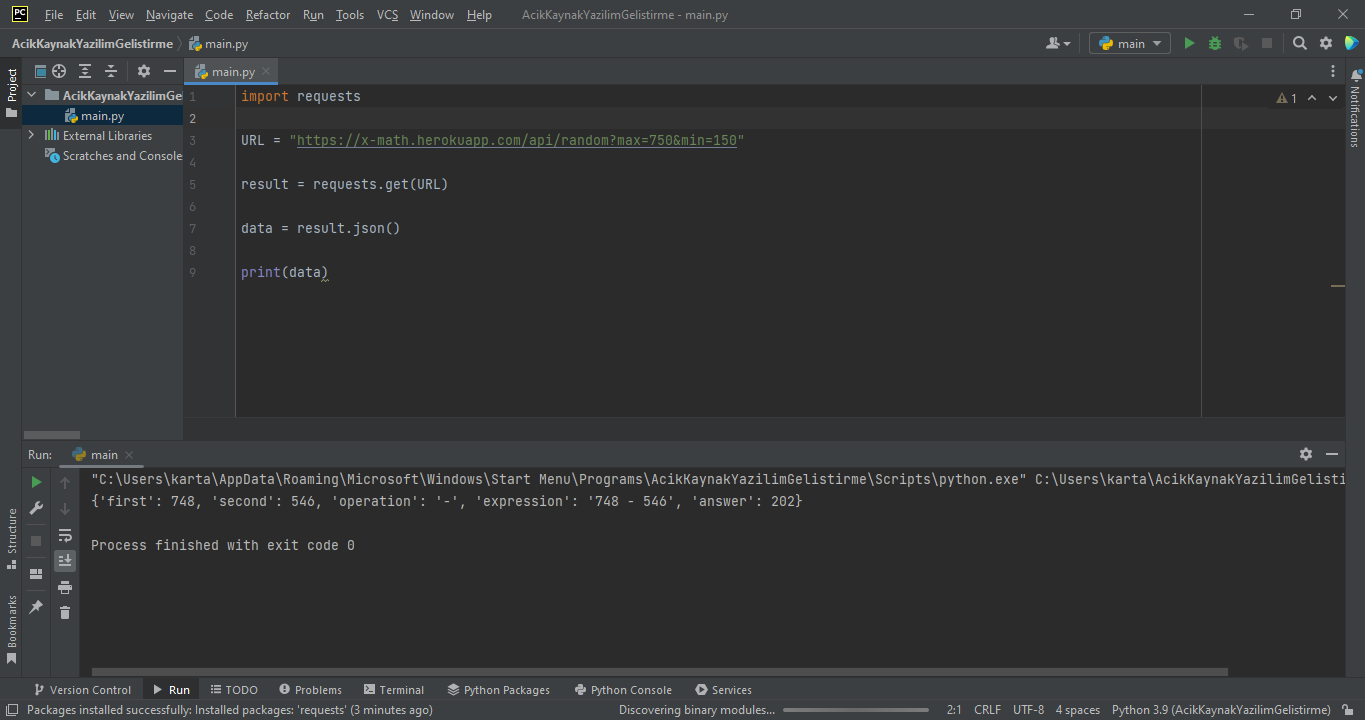 PC File Edit View Navigate Code Refactor Run Tools VCS Window Help AcikKaynakYazilimGelistirme - main.py
AcikKaynakYazilimGelistirme main.py main
Project
main.py
AcikKaynakYazilimGe
main.py
External Libraries
Scratches and Console
1 import requests
2
3 URL = "https://x-math.herokuapp.com/api/random?max=750&min=150"
4
5 result = requests.get(URL)
6
7 data = result.json()
8
9 print(data)
1
Notifications
Run: main
"C:\Users\karta\AppData\Roaming\Microsoft\Windows\Start Menu\Programs\AcikKaynakYazilimGelistirme\Scripts\python.exe" C:\Users\karta\AcikKaynakYazilimGelisti
{'first': 748, 'second': 546, 'operation': '-', 'expression': '748 - 546', 'answer': 202}
Process finished with exit code 0
Structure
Bookmarks
Version Control Run TODO Problems Terminal Python Packages Python Console Services
Packages installed successfully: Installed packages: 'requests' (3 minutes ago) Discovering binary modules... 2:1 CRLF UTF-8 4 spaces Python 3.9 (AcikKaynakYazilimGelistirme)